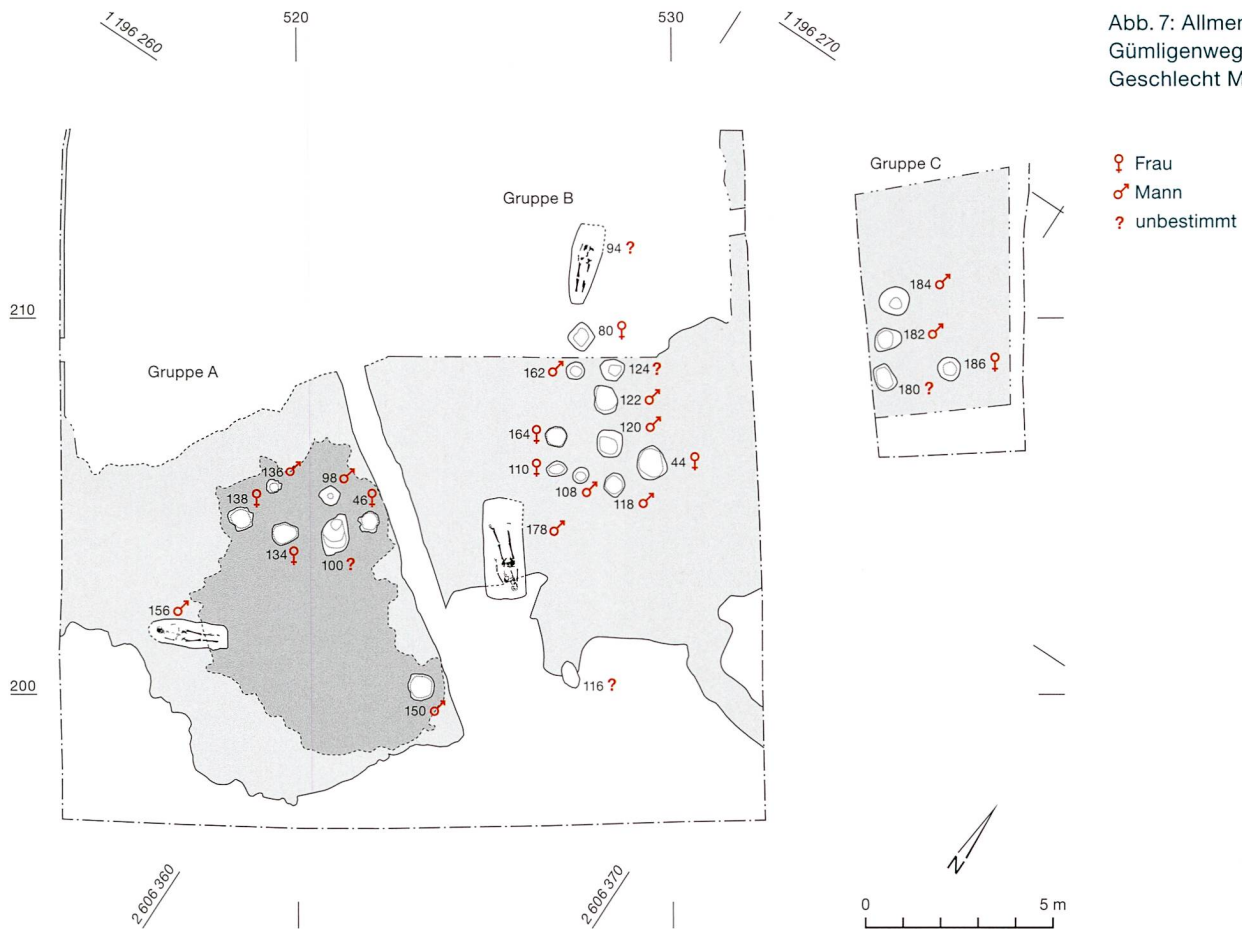 1 196 260
520
530
1 196 270
Abb. 7: Allmen
Gümligenweg
Geschlecht M
♀ Frau
♂ Mann
? unbestimmt
Gruppe C
Gruppe B
94 ?
184 ♂
210
80 ♀
182 ♂
162 ♂
124 ?
186 ♀
180 ?
Gruppe A
122 ♂
120 ♂
164 ♀
44 ♀
110 ♀
136 ♂
98 ♂
108 ♂
118 ♂
138 ♀
46 ♀
178 ♂
134 ♀
100 ?
156 ♂
200
116 ?
150 ♂
N
2 606 360
2 606 370
0
5 m